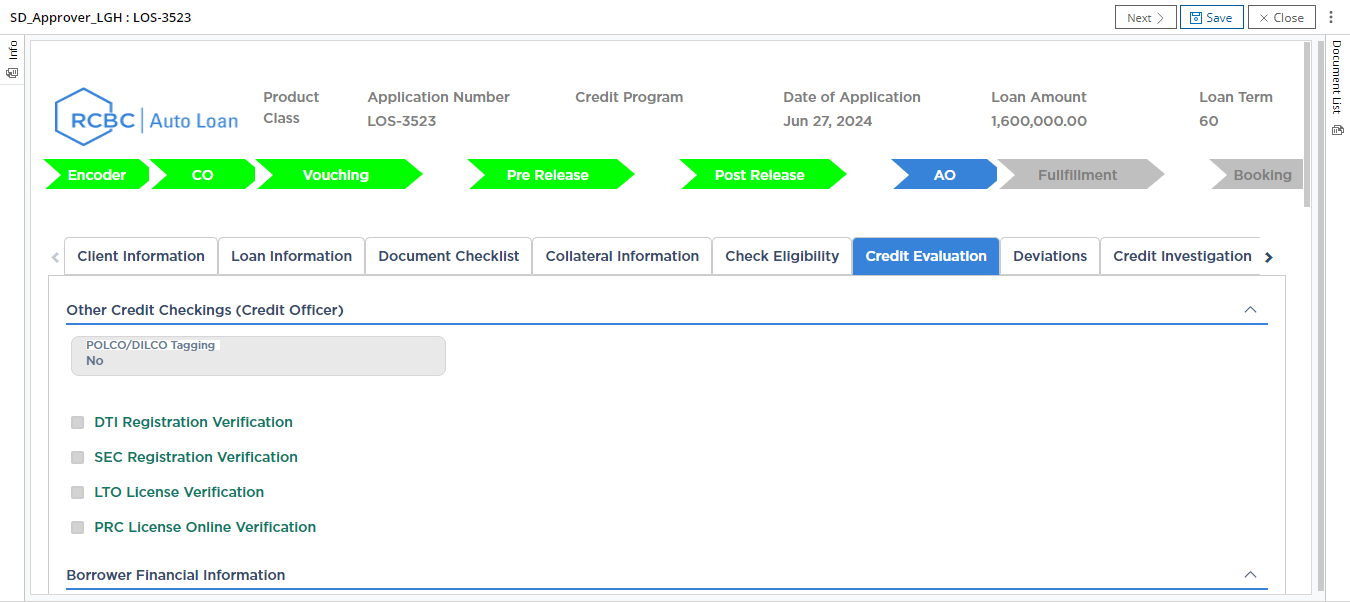 SD_Approver_LGH : LOS-3523
Next
Save
Close
Info
Document List
RCBC Auto Loan
Product Class
Application Number
LOS-3523
Credit Program
Date of Application
Jun 27, 2024
Loan Amount
1,600,000.00
Loan Term
60
Encoder
CO
Vouching
Pre Release
Post Release
AO
Fullfillment
Booking
Client Information
Loan Information
Document Checklist
Collateral Information
Check Eligibility
Credit Evaluation
Deviations
Credit Investigation
Other Credit Checkings (Credit Officer)
POLCO/DILCO Tagging
No
DTI Registration Verification
SEC Registration Verification
LTO License Verification
PRC License Online Verification
Borrower Financial Information